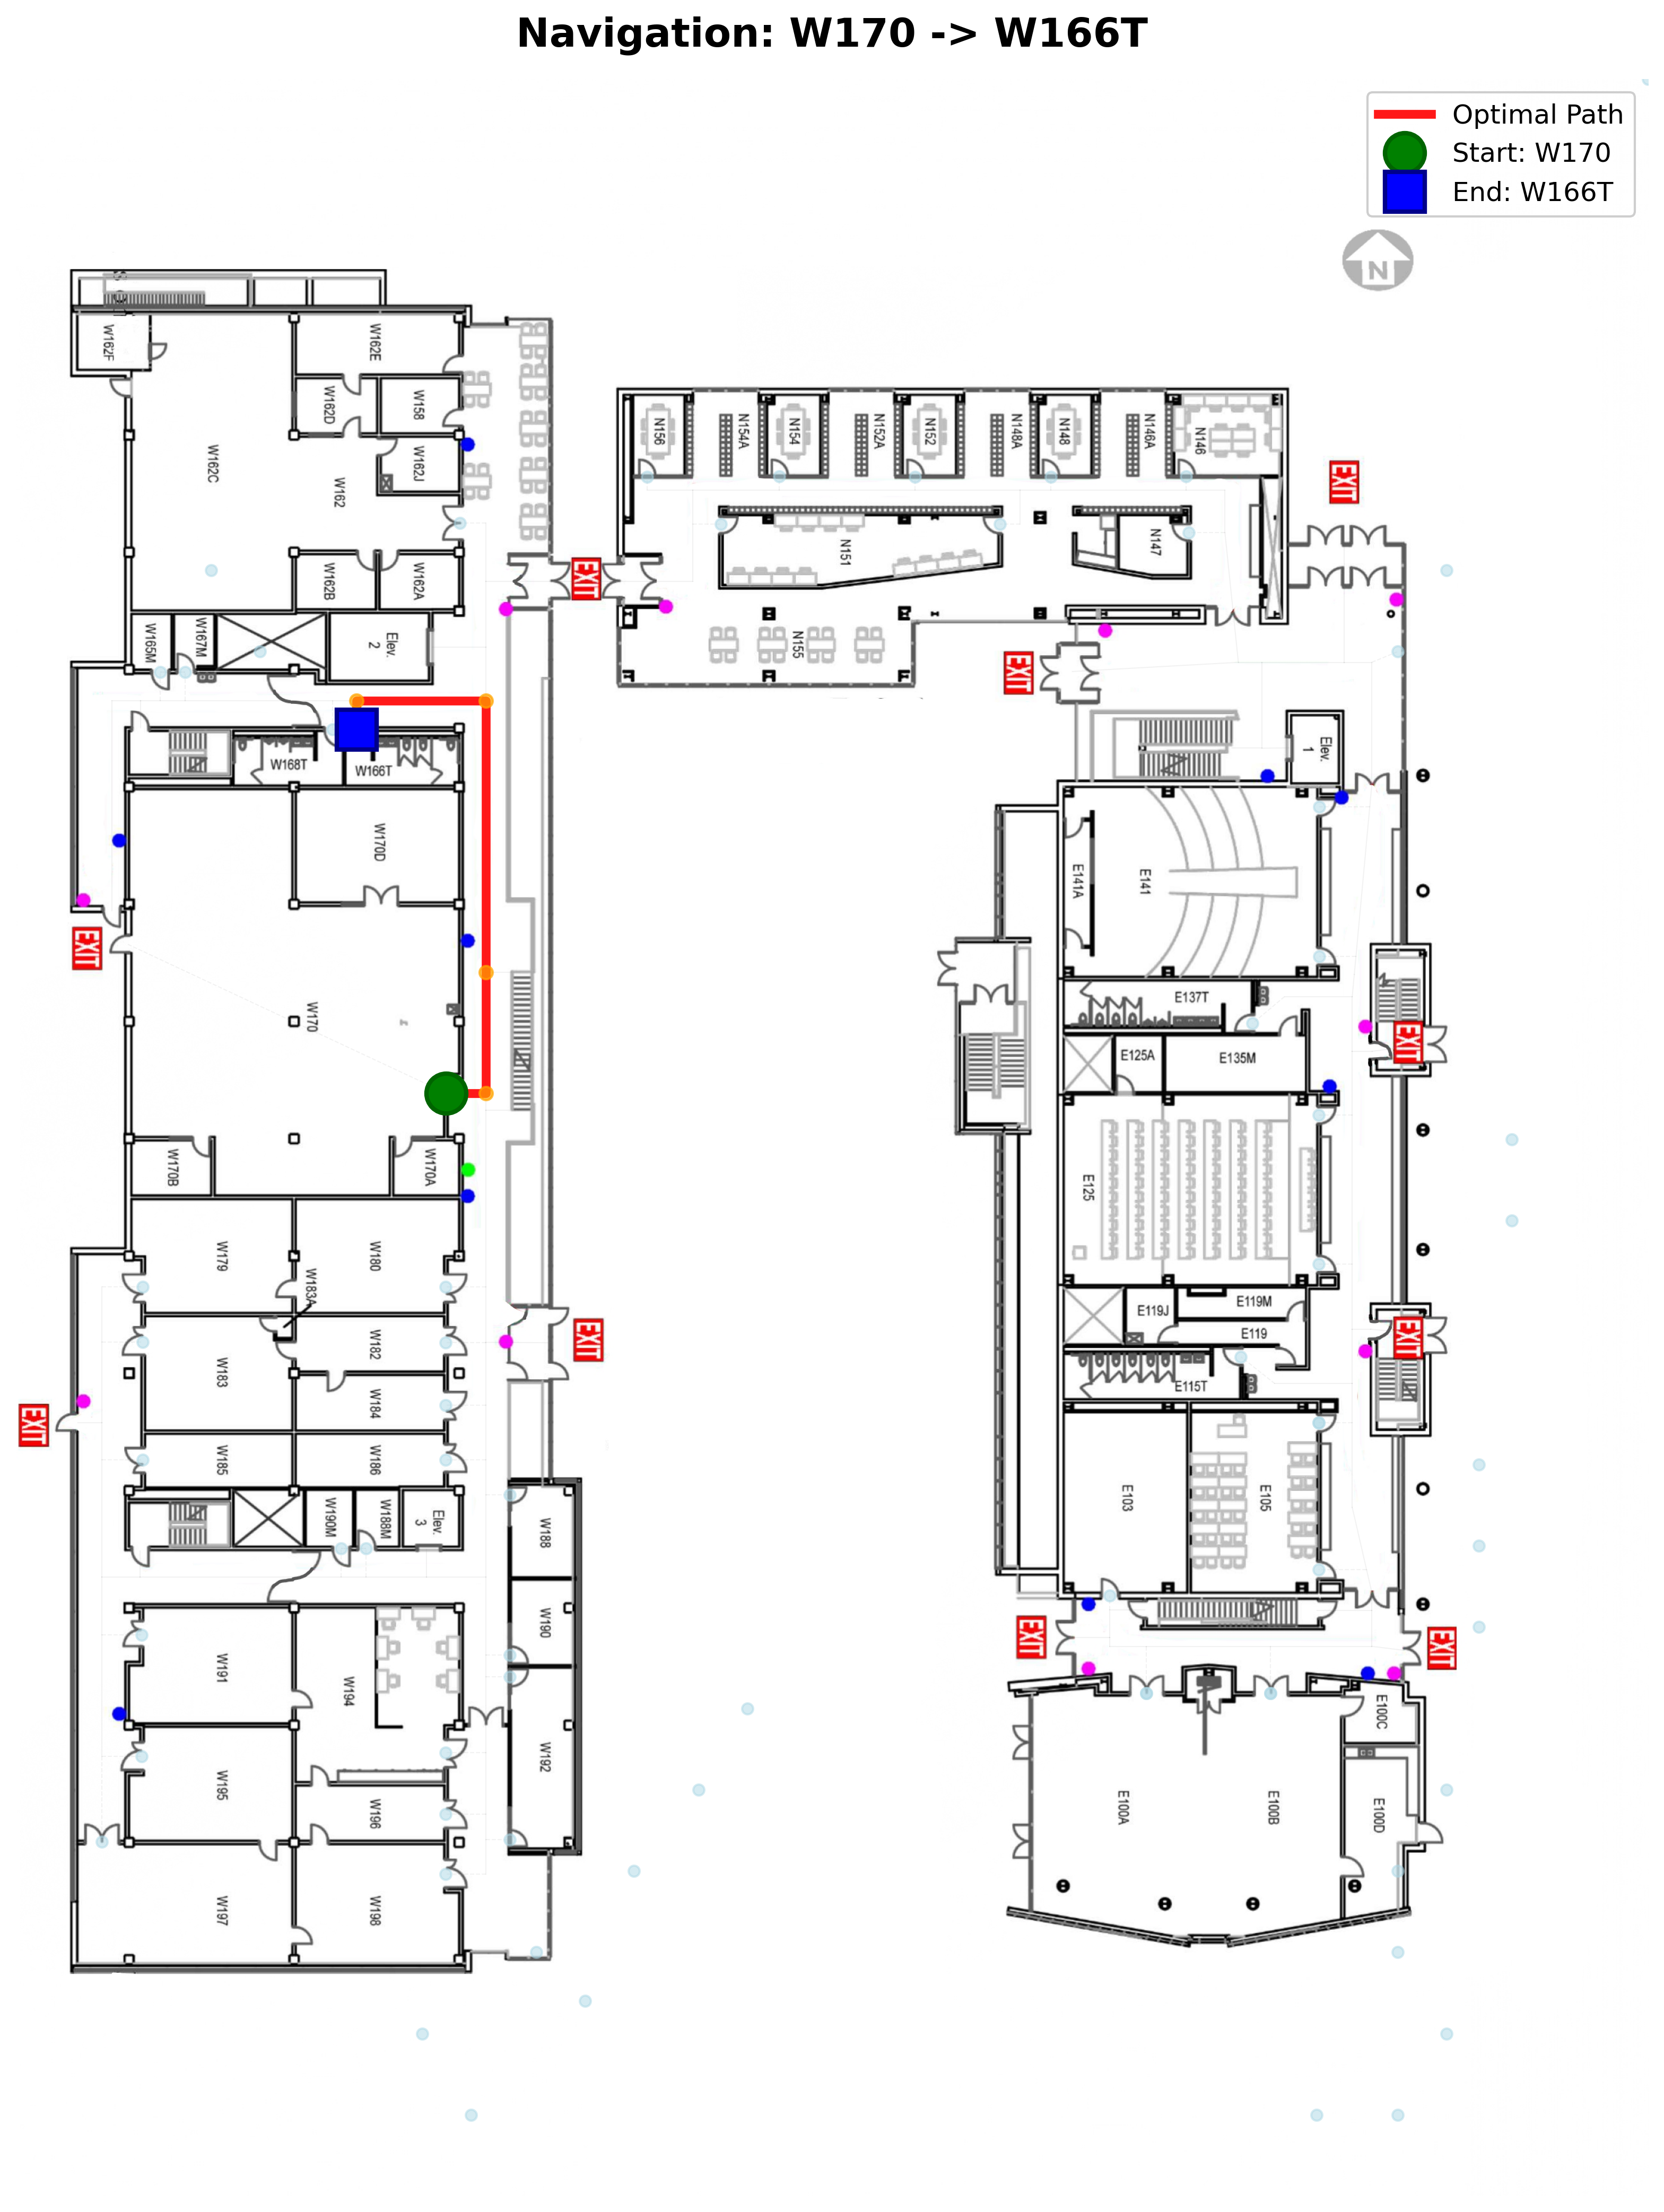 Navigation: W170 -> W166T
Optimal Path
Start: W170
End: W166T
N
W162F
W162E
W162D
W158
W162J
W162C
W162
W162B
W162A
W165M
W167M
Elev. 2
W168T
W166T
W170D
W170
W170B
W170A
W179
W180
W183A
W182
W183
W184
W185
W186
W190M
W188M
Elev. 3
W188
W190
W191
W194
W192
W195
W196
W197
W198
N156
N154A
N154
N152A
N152
N148A
N148
N146A
N146
N151
N147
N155
EXIT
EXIT
EXIT
EXIT
EXIT
EXIT
EXIT
EXIT
EXIT
EXIT
Elev. 1
E141A
E141
E137T
E125A
E135M
E125
E119J
E119M
E119
E115T
E103
E105
E100C
E100A
E100B
E100D